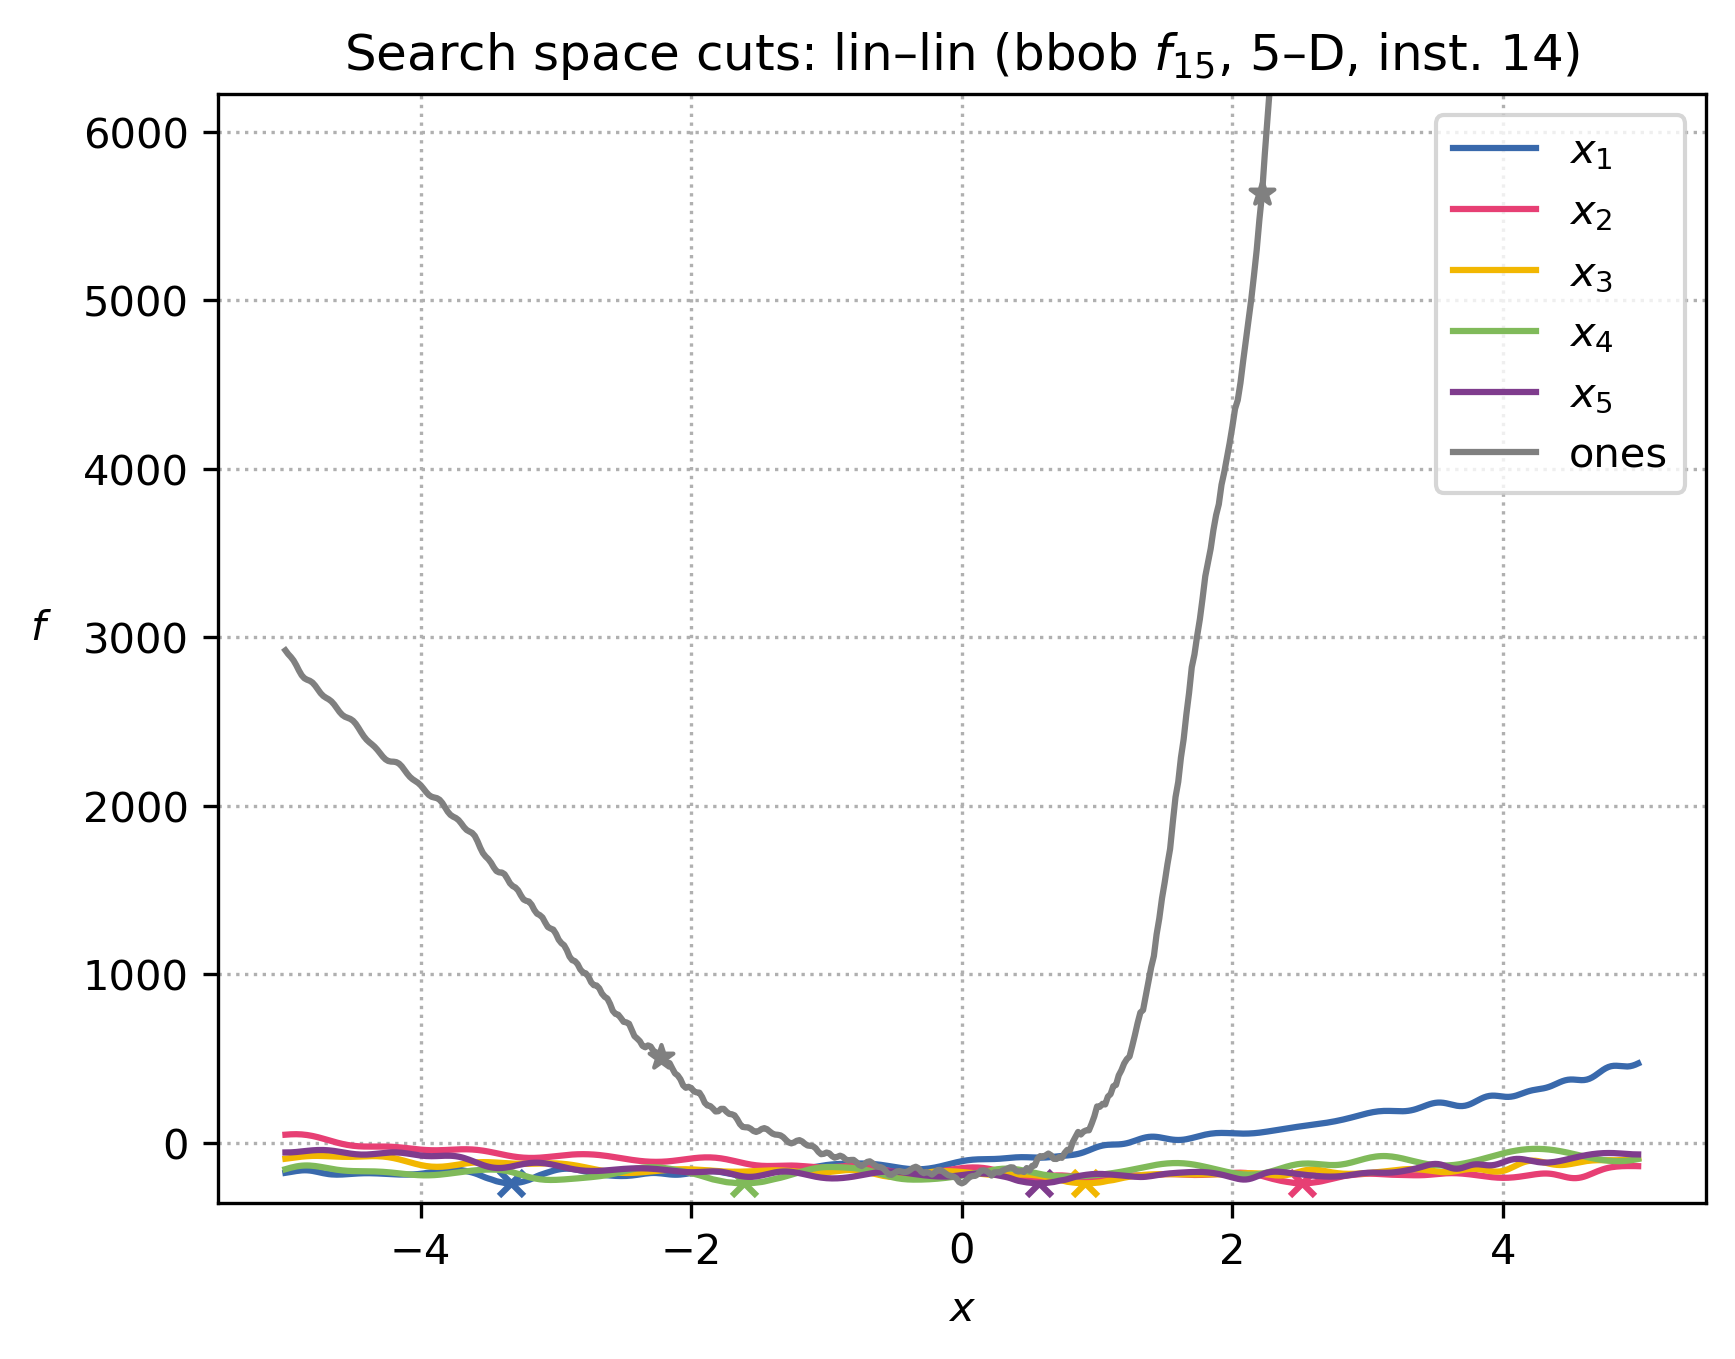 Search space cuts: lin–lin (bbob f₁₅, 5–D, inst. 14)
6000
5000
4000
3000
2000
1000
0
f
−4
−2
0
2
4
x
x₁
x₂
x₃
x₄
x₅
ones